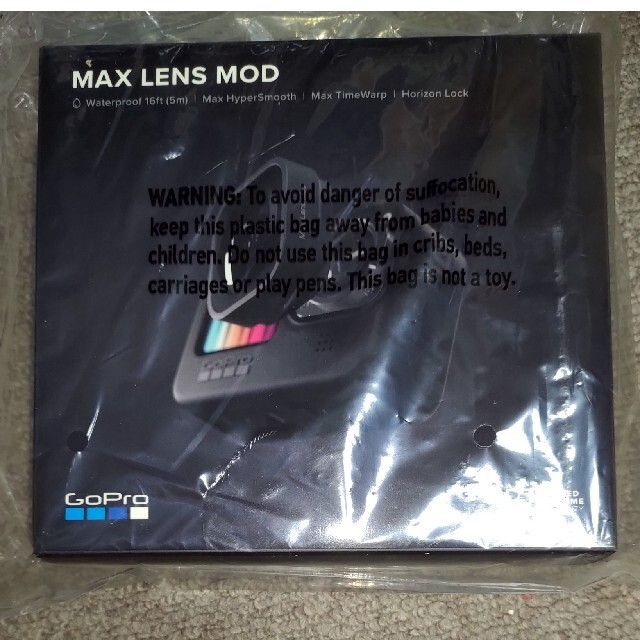 MAX LENS MOD
Waterproof 16ft (5m) | Max HyperSmooth | Max TimeWarp | Horizon Lock
WARNING: To avoid danger of suffocation,
keep this plastic bag away from babies and
children. Do not use this bag in cribs, beds,
carriages or play pens. This bag is not a toy.
GoPro
GoPro